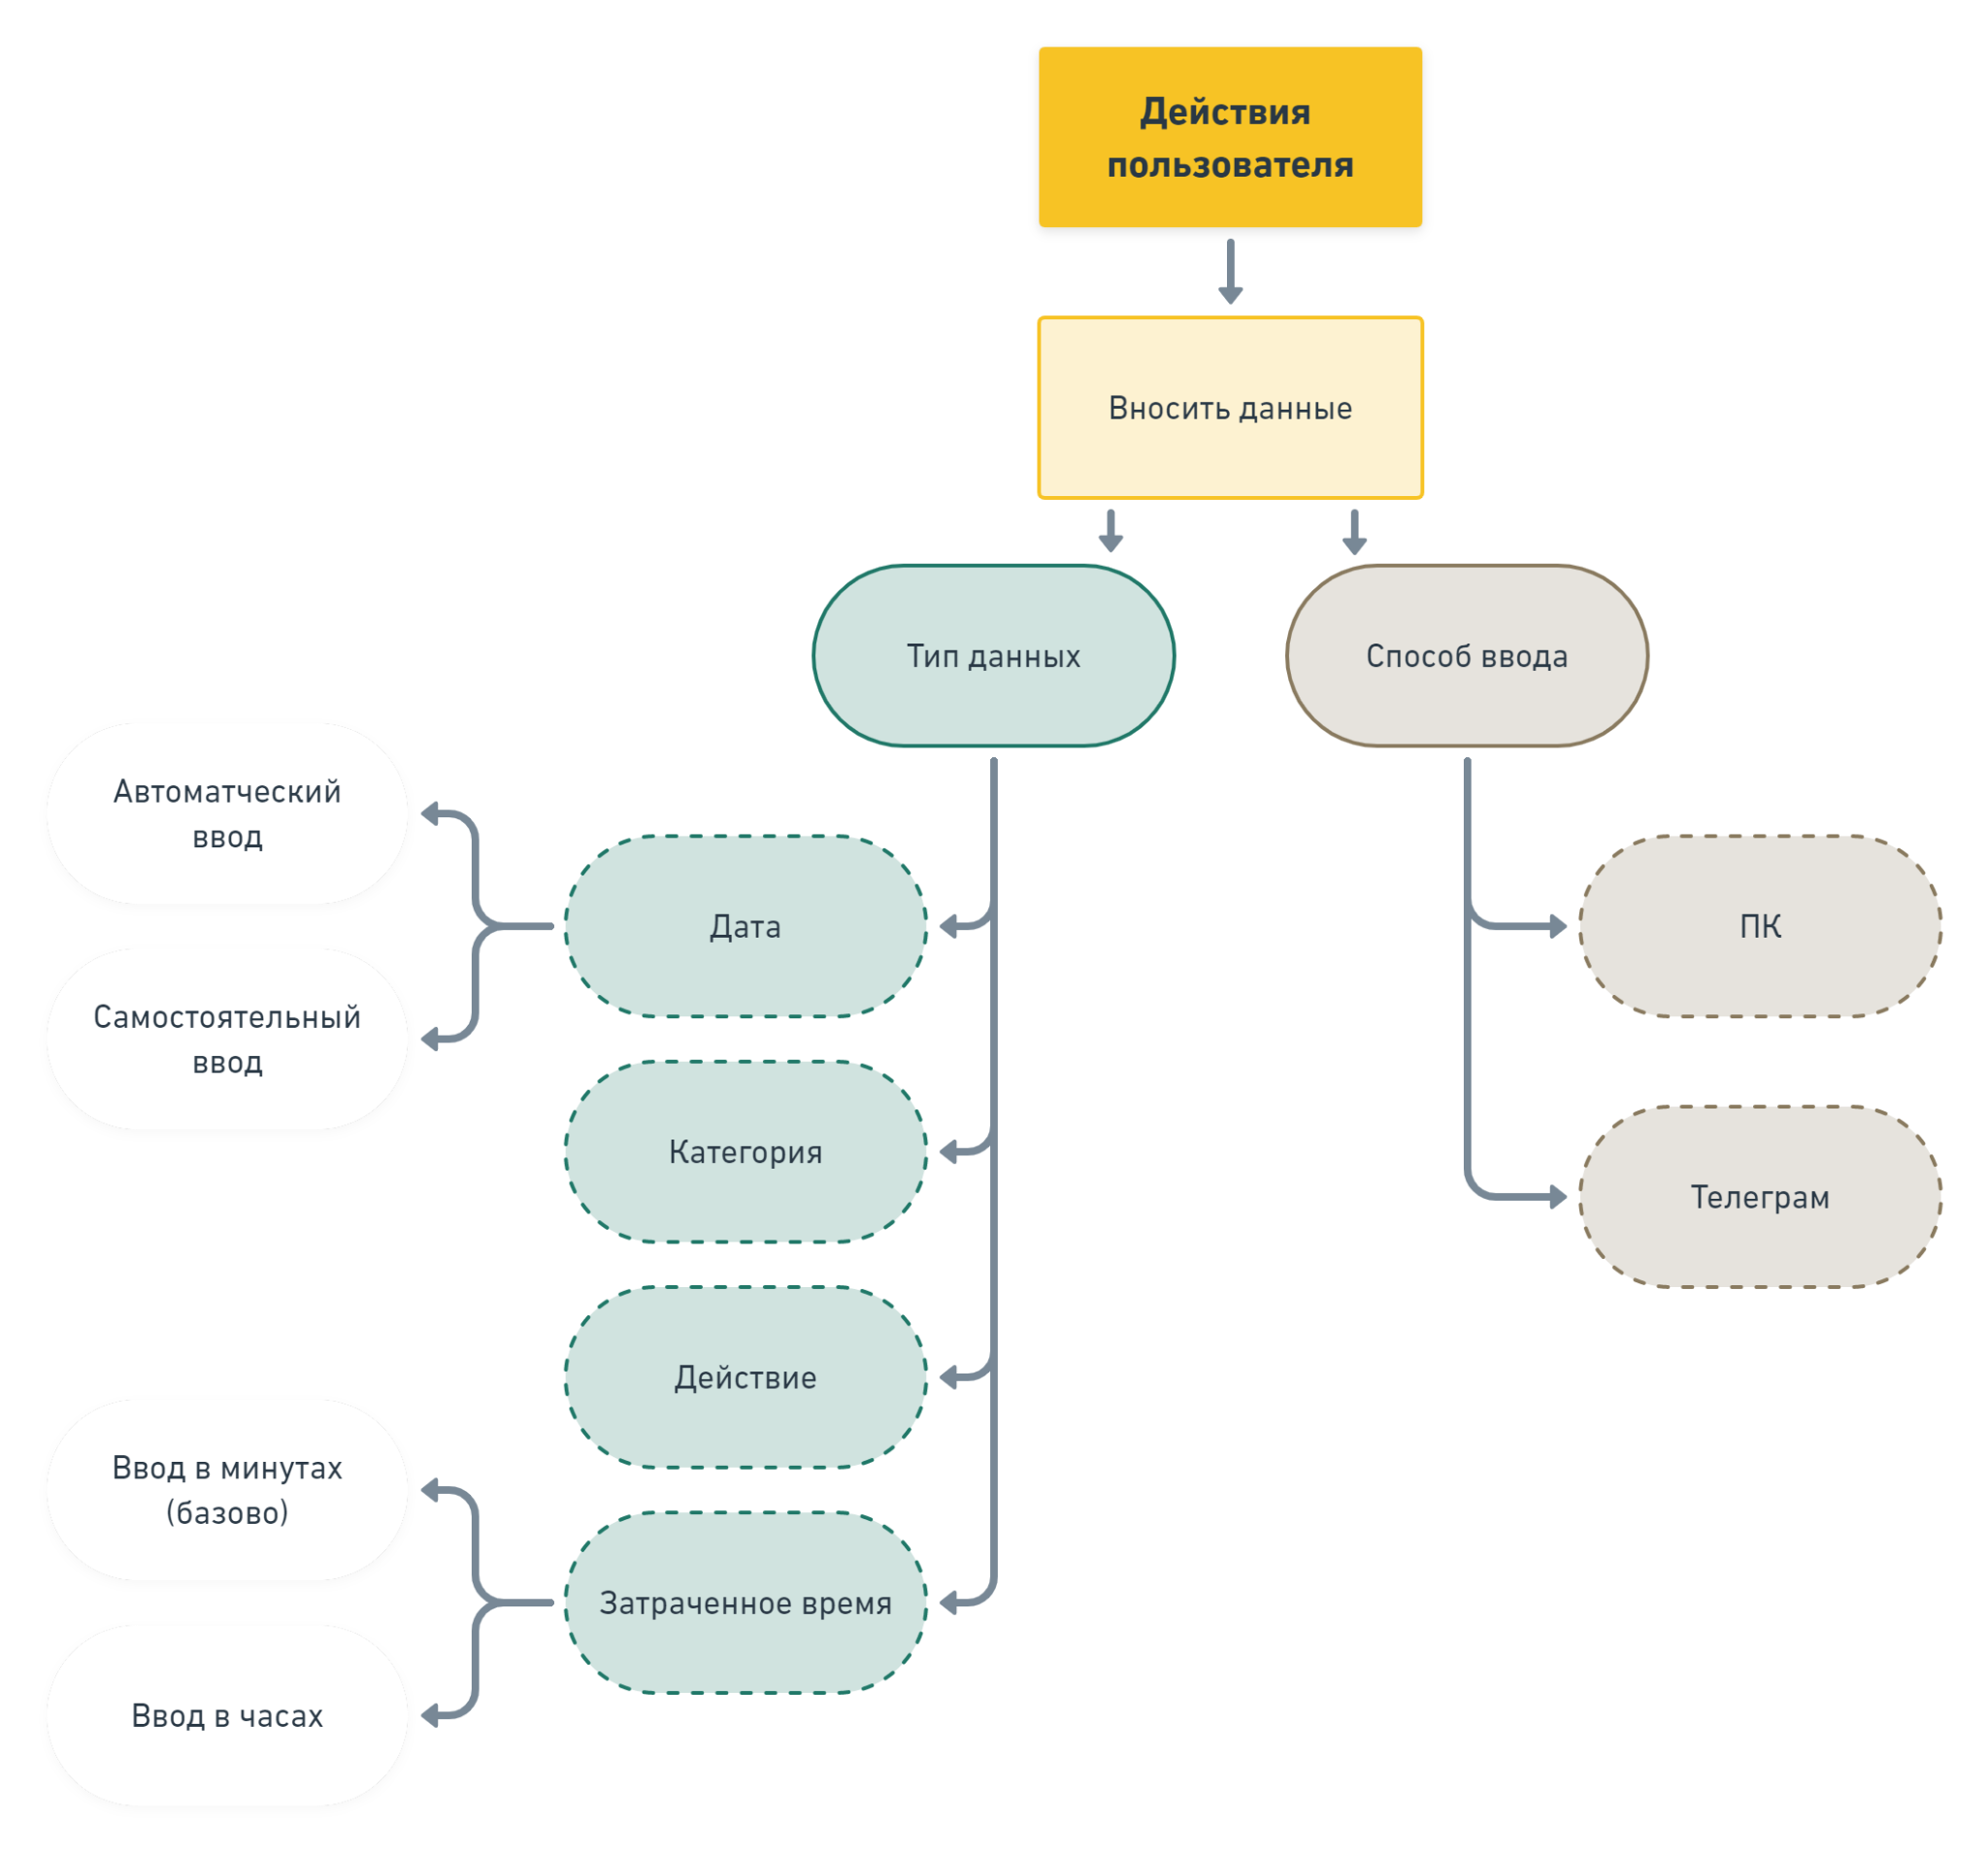 Действия
пользователя
Вносить данные
Тип данных
Способ ввода
Автоматческий
ввод
Дата
ПК
Самостоятельный
ввод
Категория
Телеграм
Действие
Ввод в минутах
(базово)
Затраченное время
Ввод в часах